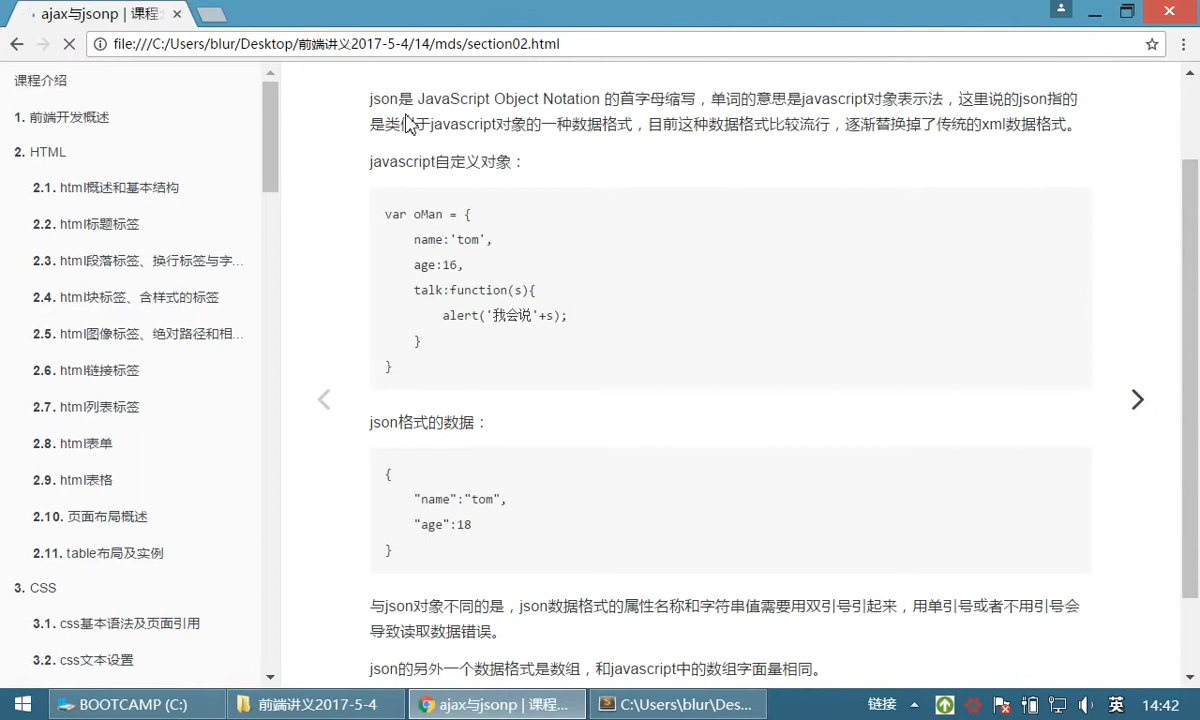 ajax与jsonp | 课程
file:///C:/Users/blur/Desktop/前端讲义2017-5-4/14/mds/section02.html
课程介绍
1. 前端开发概述
2. HTML
2.1. html概述和基本结构
2.2. html标题标签
2.3. html段落标签、换行标签与字...
2.4. html块标签、含样式的标签
2.5. html图像标签、绝对路径和相...
2.6. html链接标签
2.7. html列表标签
2.8. html表单
2.9. html表格
2.10. 页面布局概述
2.11. table布局及实例
3. CSS
3.1. css基本语法及页面引用
3.2. css文本设置
json是 JavaScript Object Notation 的首字母缩写，单词的意思是javascript对象表示法，这里说的json指的
是类似于javascript对象的一种数据格式，目前这种数据格式比较流行，逐渐替换掉了传统的xml数据格式。
javascript自定义对象：
var oMan = {
name:'tom',
age:16,
talk:function(s){
alert('我会说'+s);
}
}
json格式的数据：
{
"name":"tom",
"age":18
}
与json对象不同的是，json数据格式的属性名称和字符串值需要用双引号引起来，用单引号或者不用引号会
导致读取数据错误。
json的另外一个数据格式是数组，和javascript中的数组字面量相同。
BOOTCAMP (C:)
前端讲义2017-5-4
ajax与jsonp | 课程...
C:\Users\blur\Des...
链接
英
14:42